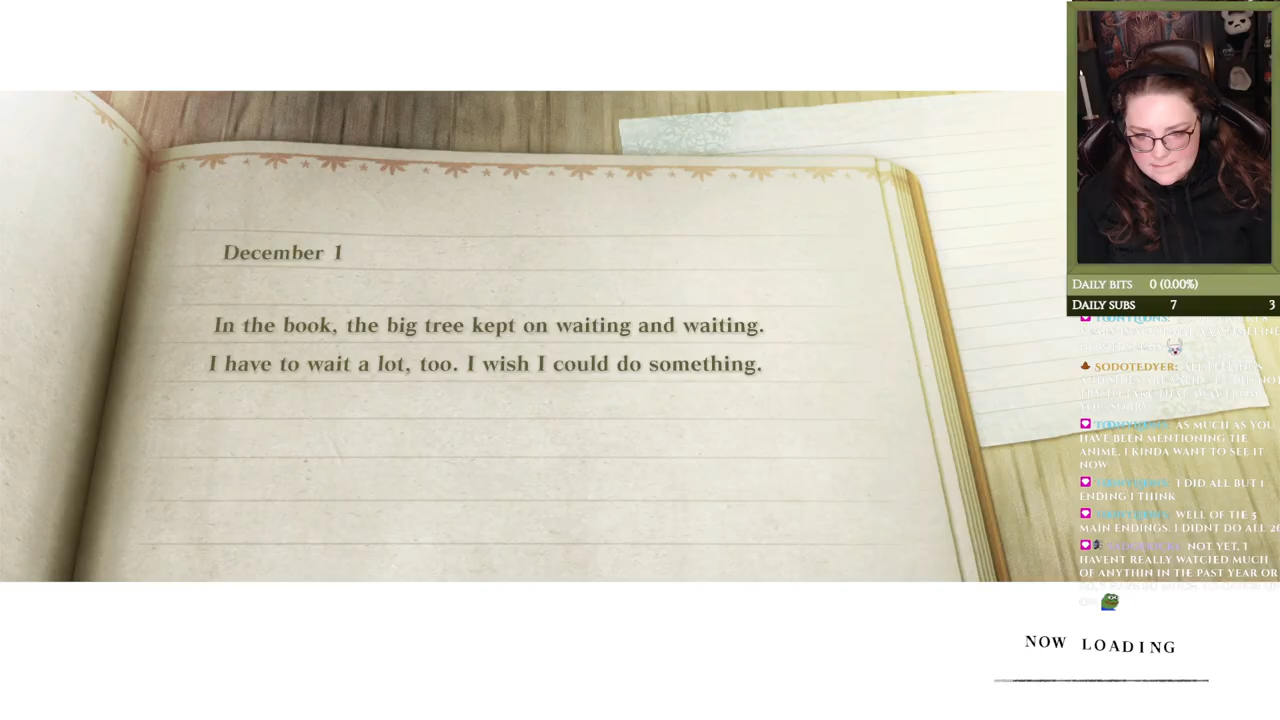 December 1
In the book, the big tree kept on waiting and waiting.
I have to wait a lot, too. I wish I could do something.
DAILY BITS 0 (0.00%)
DAILY SUBS 7 3
SODOTEDYER:
AS MUCH AS YOU
HAVE BEEN MENTIONING THE
ANIME, I KINDA WANT TO SEE IT
NOW
I DID ALL BUT 1
ENDING I THINK
WELL OF THE 5
MAIN ENDINGS. I DIDNT DO ALL 26
NOT YET, I
HAVENT REALLY WATCHED MUCH
OF ANYTHIN IN THE PAST YEAR OR
NOW LOADING